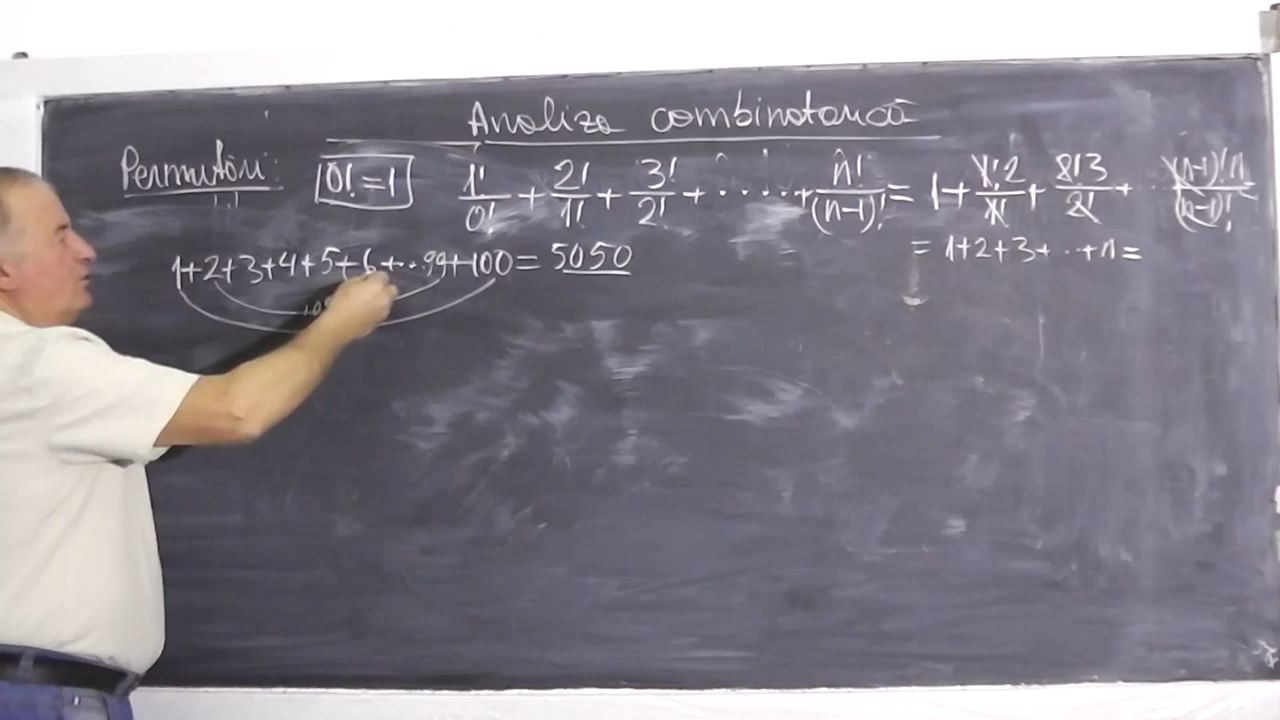 Analiza combinatorică
Permutări: 0! = 1 1!/0! + 2!/1! + 3!/2! + ..... + n!/(n-1)! = 1 + 1!·2/1! + 2!·3/2! + ... (n-1)!·n/(n-1)! =
1+2+3+4+5+6+...99+100 = 5050 = 1+2+3+...+n =